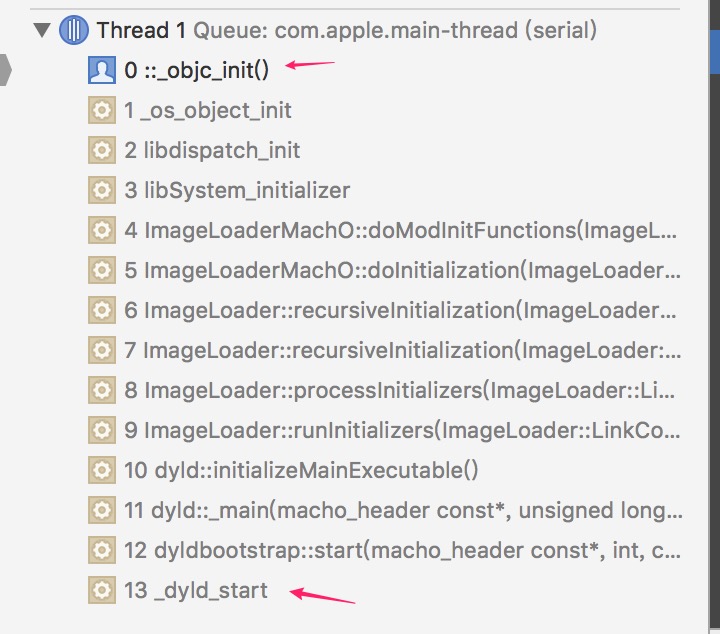 Thread 1 Queue: com.apple.main-thread (serial)
0 ::_objc_init()
1 _os_object_init
2 libdispatch_init
3 libSystem_initializer
4 ImageLoaderMachO::doModInitFunctions(ImageL...
5 ImageLoaderMachO::doInitialization(ImageLoader...
6 ImageLoader::recursiveInitialization(ImageLoader...
7 ImageLoader::recursiveInitialization(ImageLoader:...
8 ImageLoader::processInitializers(ImageLoader::Li...
9 ImageLoader::runInitializers(ImageLoader::LinkCo...
10 dyld::initializeMainExecutable()
11 dyld::_main(macho_header const*, unsigned long...
12 dyldbootstrap::start(macho_header const*, int, c...
13 _dyld_start